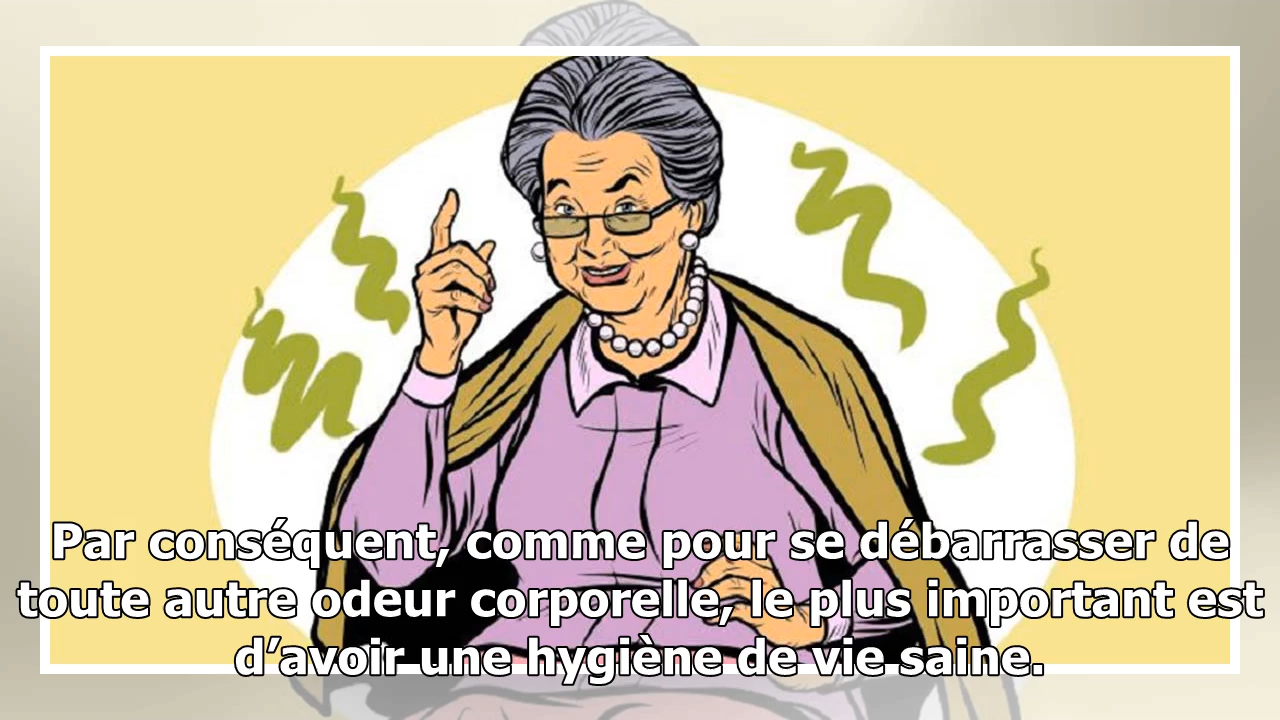 Par conséquent, comme pour se débarrasser de
toute autre odeur corporelle, le plus important est
d’avoir une hygiène de vie saine.